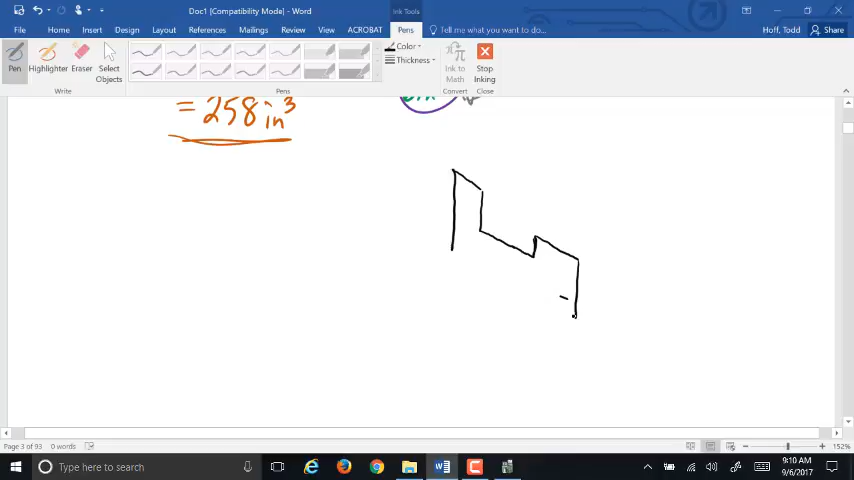 Doc1 [Compatibility Mode] - Word
Ink Tools
Hoff, Todd
File Home Insert Design Layout References Mailings Review View ACROBAT Pens Tell me what you want to do... Share
Pen Highlighter Eraser Select Objects
Color
Thickness
Ink to Math
Stop Inking
Write Pens Convert Close
= 258 in³
Page 3 of 93 0 words 152%
Type here to search
9:10 AM
9/6/2017